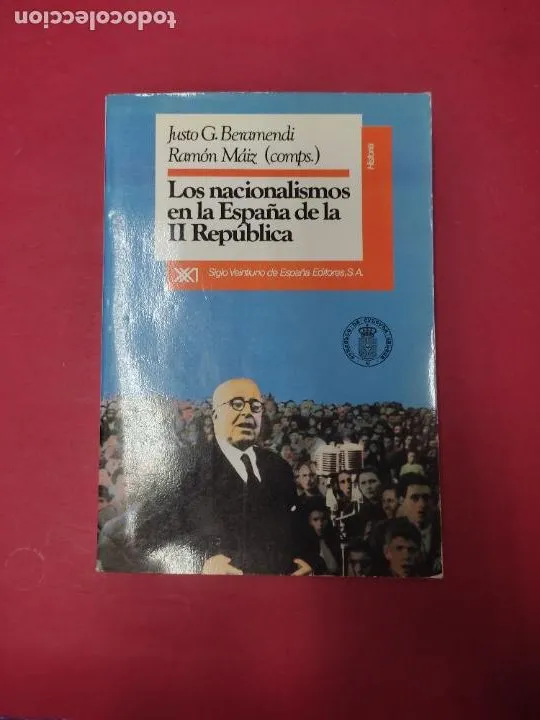 todocoleccion
Justo G. Beramendi
Ramón Máiz (comps.)
Historia
Los nacionalismos
en la España de la
II República
XXI
Siglo Veintiuno de España Editores, S.A.